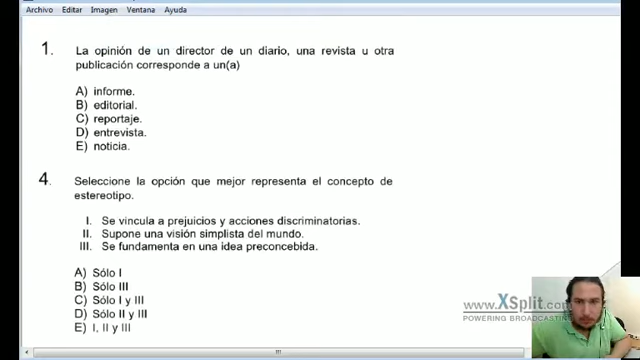 Archivo Editar Imagen Ventana Ayuda
1. La opinión de un director de un diario, una revista u otra
publicación corresponde a un(a)
A) informe.
B) editorial.
C) reportaje.
D) entrevista.
E) noticia.
4. Seleccione la opción que mejor representa el concepto de
estereotipo.
I. Se vincula a prejuicios y acciones discriminatorias.
II. Supone una visión simplista del mundo.
III. Se fundamenta en una idea preconcebida.
A) Sólo I
B) Sólo III
C) Sólo I y III
D) Sólo II y III
E) I, II y III
www.XSplit.com
POWERING BROADCASTING